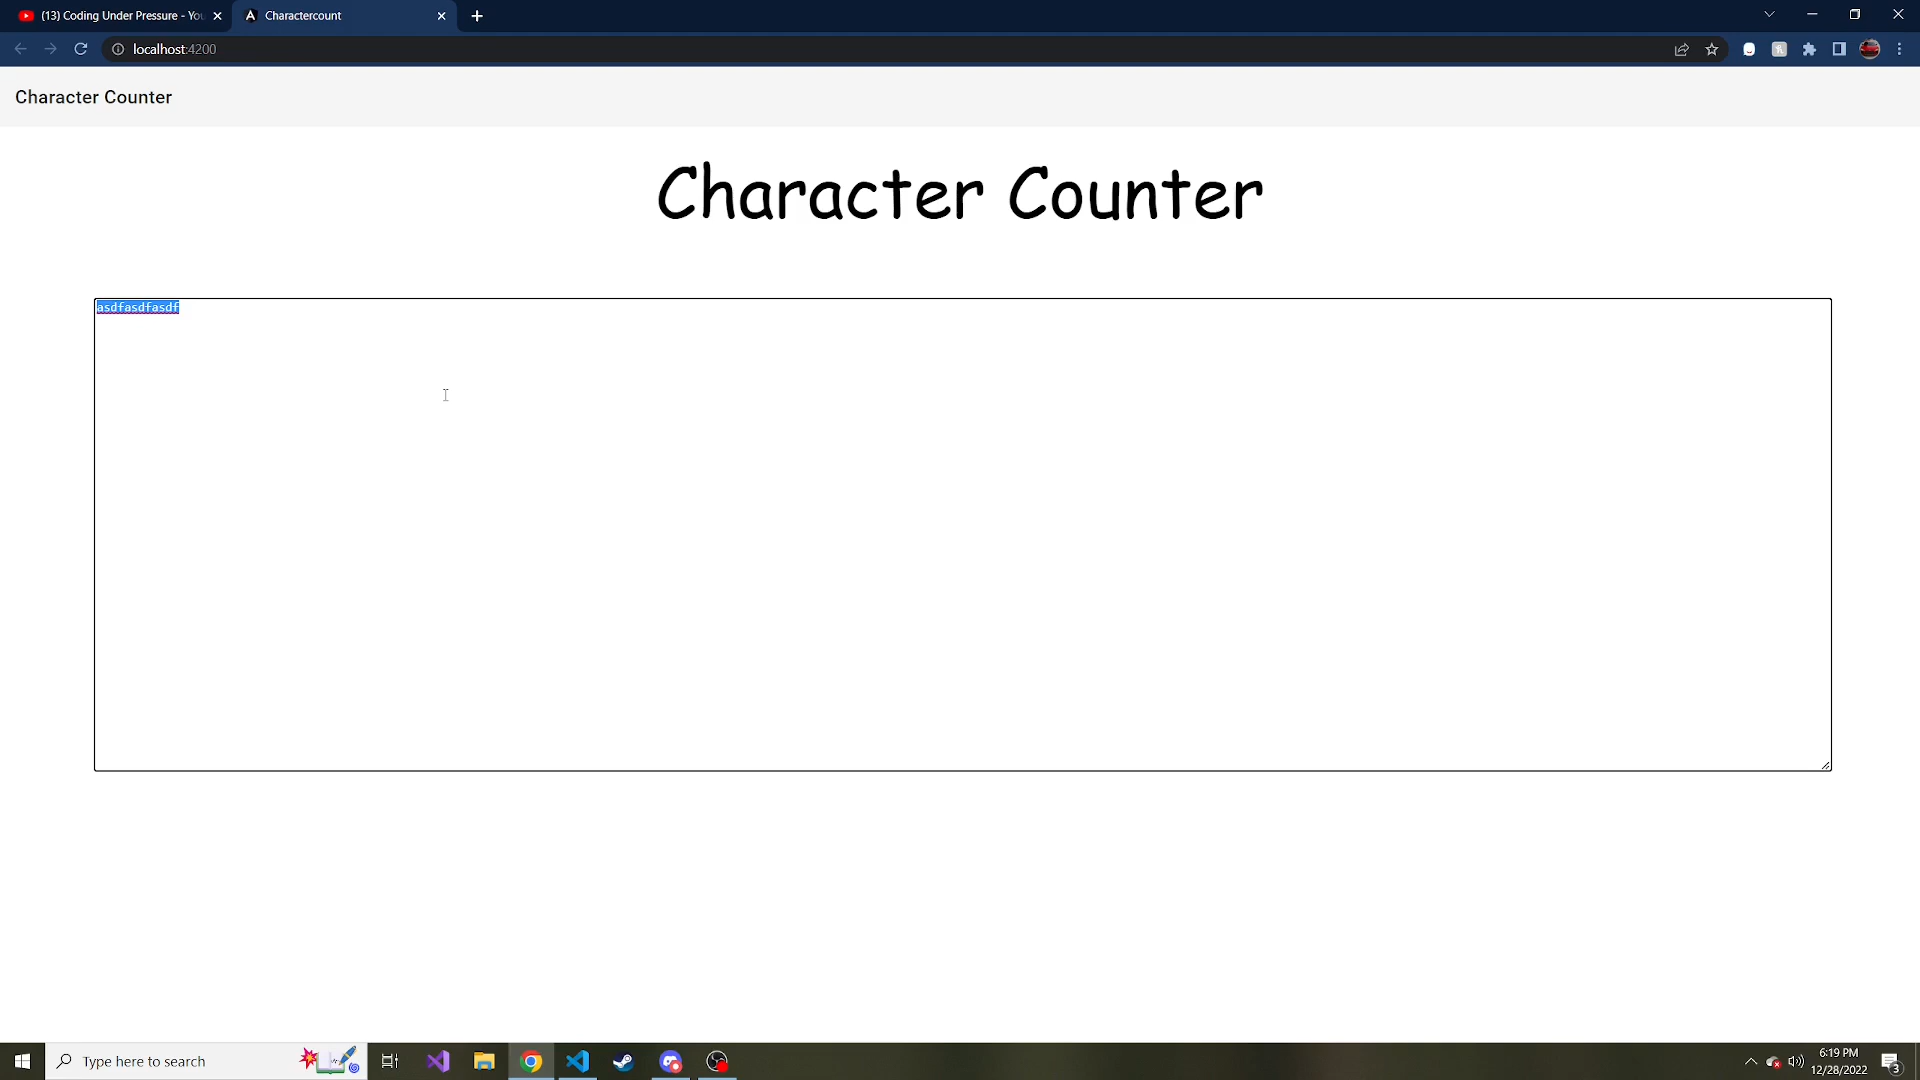 (13) Coding Under Pressure - You
Charactercount
localhost:4200
Character Counter
Character Counter
asdfasdfasdf
Type here to search
6:19 PM
12/28/2022
3